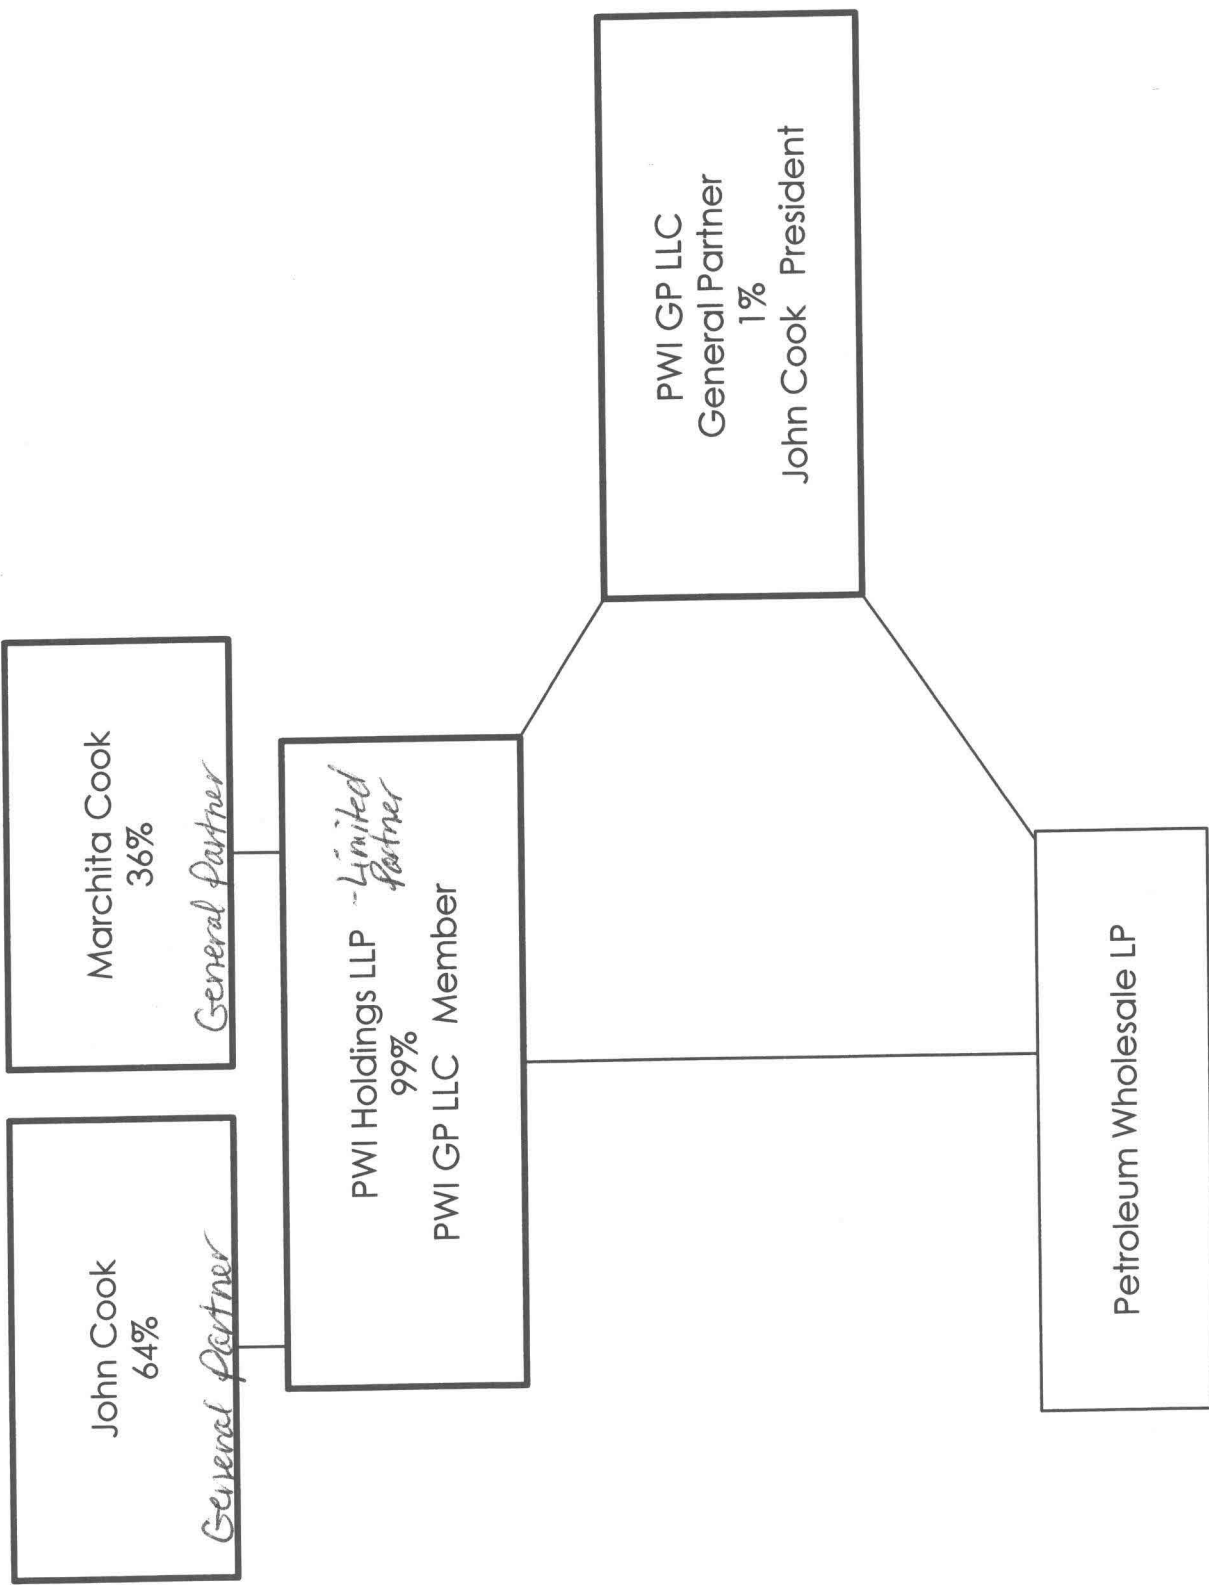 John Cook
64%
General Partner
Marchita Cook
36%
General Partner
PWI Holdings LLP - Limited
Partner
99%
PWI GP LLC Member
PWI GP LLC
General Partner
1%
John Cook President
Petroleum Wholesale LP